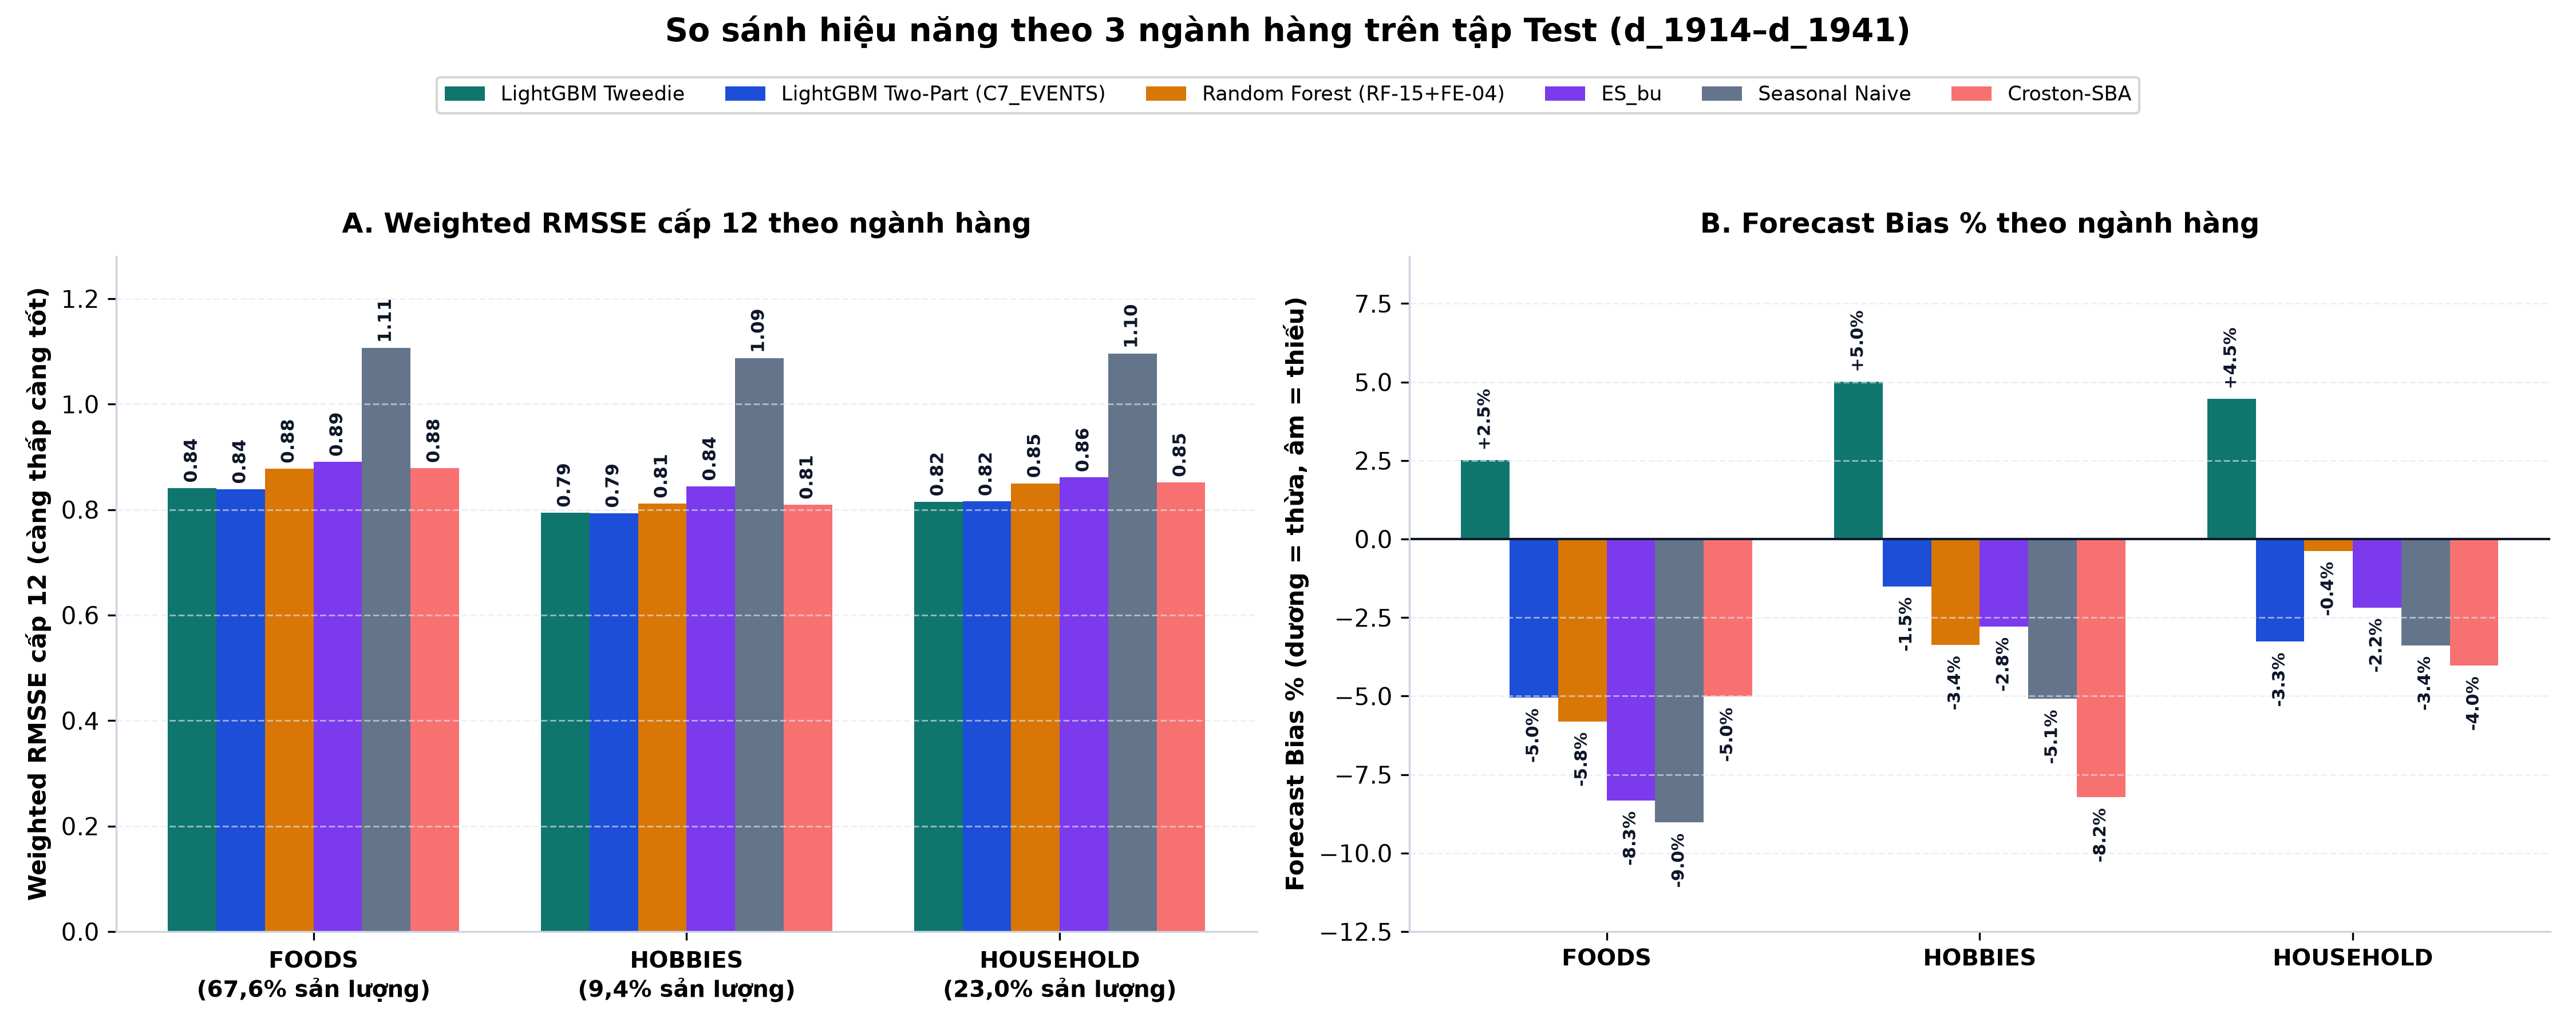 So sánh hiệu năng theo 3 ngành hàng trên tập Test (d_1914–d_1941)
LightGBM Tweedie
LightGBM Two-Part (C7_EVENTS)
Random Forest (RF-15+FE-04)
ES_bu
Seasonal Naive
Croston-SBA
A. Weighted RMSSE cấp 12 theo ngành hàng
Weighted RMSSE cấp 12 (càng thấp càng tốt)
1.2
1.0
0.8
0.6
0.4
0.2
0.0
0.84
0.84
0.88
0.89
1.11
0.88
0.79
0.79
0.81
0.84
1.09
0.81
0.82
0.82
0.85
0.86
1.10
0.85
FOODS
(67,6% sản lượng)
HOBBIES
(9,4% sản lượng)
HOUSEHOLD
(23,0% sản lượng)
B. Forecast Bias % theo ngành hàng
Forecast Bias % (dương = thừa, âm = thiếu)
7.5
5.0
2.5
0.0
−2.5
−5.0
−7.5
−10.0
−12.5
+2.5%
-5.0%
-5.8%
-8.3%
-9.0%
-5.0%
+5.0%
-1.5%
-3.4%
-2.8%
-5.1%
-8.2%
+4.5%
-3.3%
-0.4%
-2.2%
-3.4%
-4.0%
FOODS
HOBBIES
HOUSEHOLD